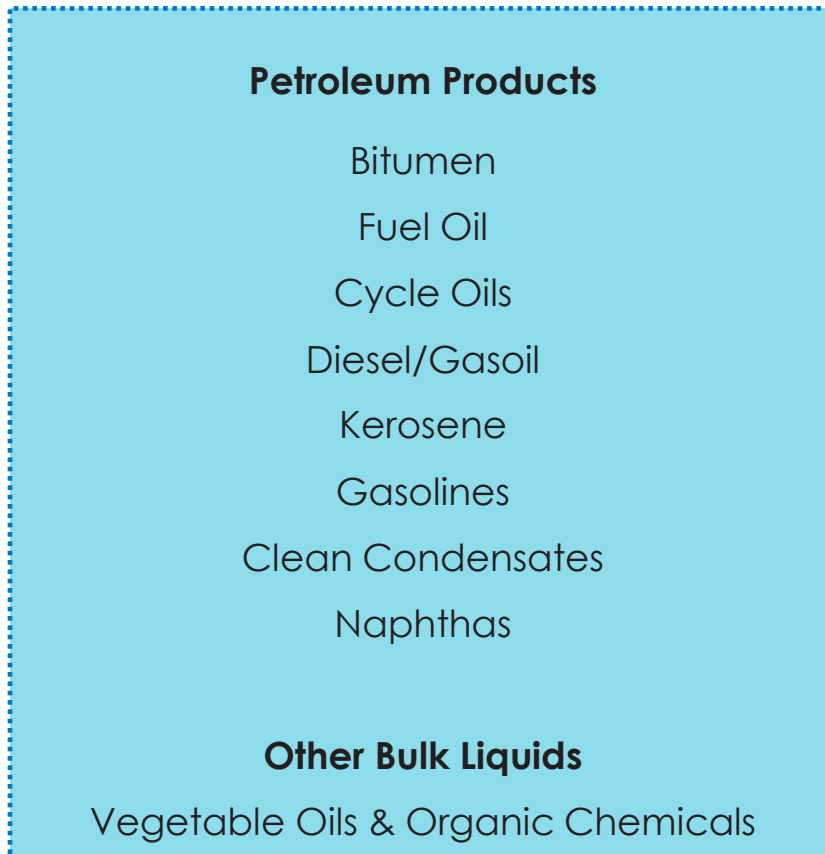 Petroleum Products
Bitumen
Fuel Oil
Cycle Oils
Diesel/Gasoil
Kerosene
Gasolines
Clean Condensates
Naphthas
Other Bulk Liquids
Vegetable Oils & Organic Chemicals